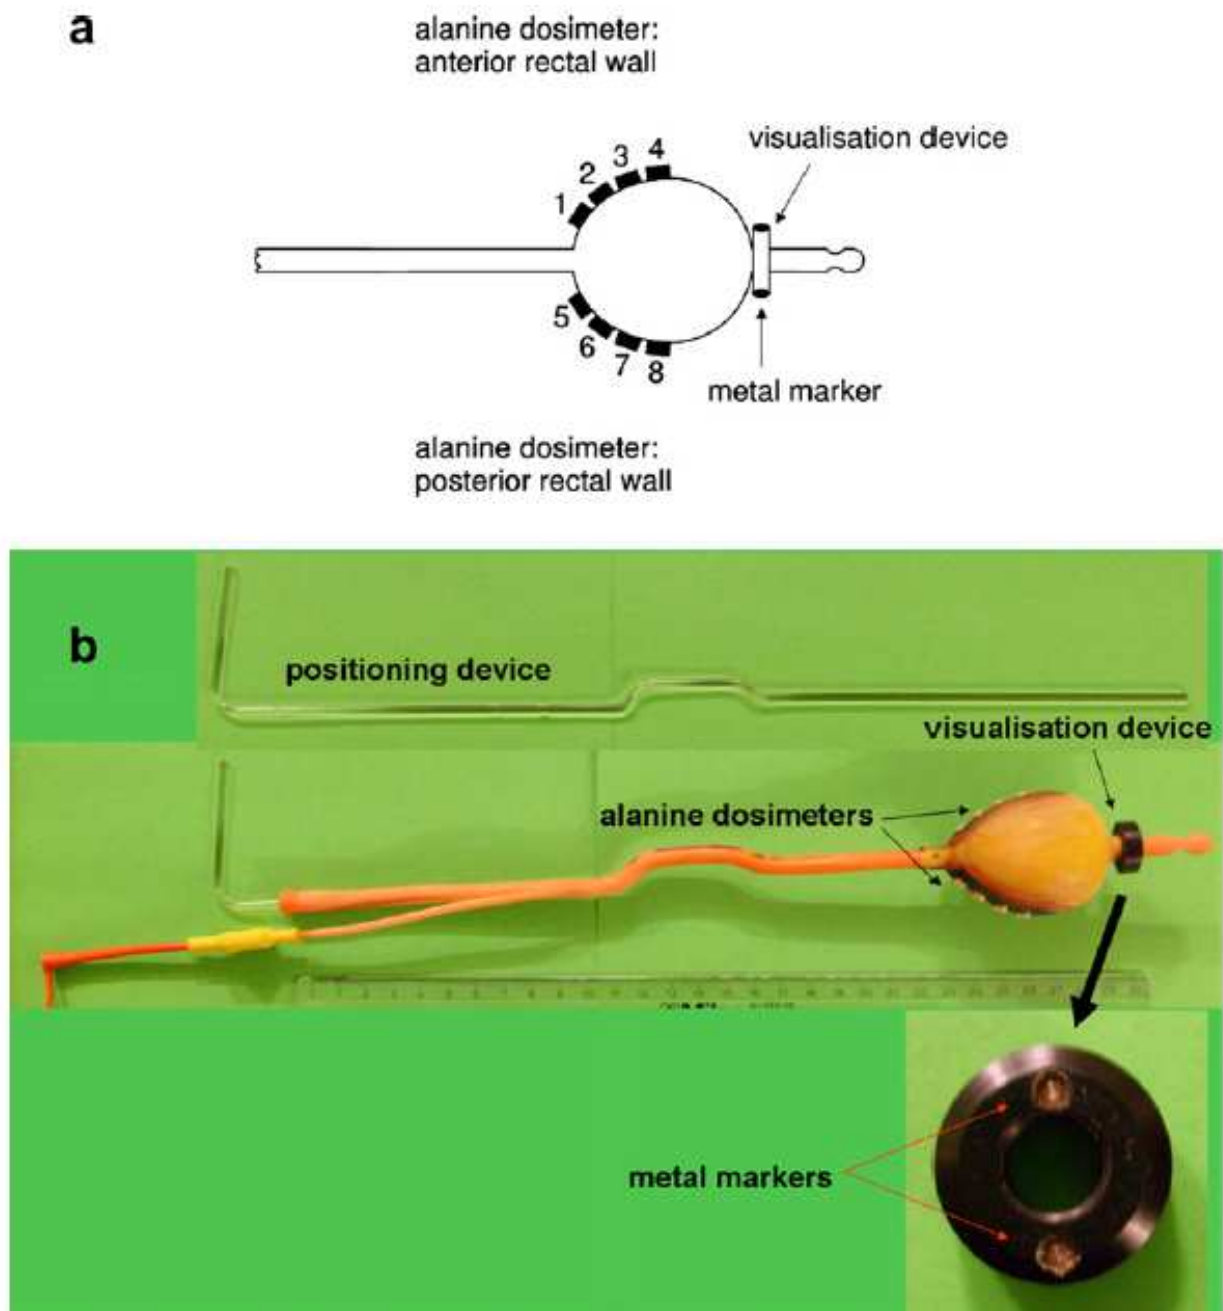 a
alanine dosimeter:
anterior rectal wall
visualisation device
1
2
3
4
5
6
7
8
metal marker
alanine dosimeter:
posterior rectal wall
b
positioning device
visualisation device
alanine dosimeters
metal markers